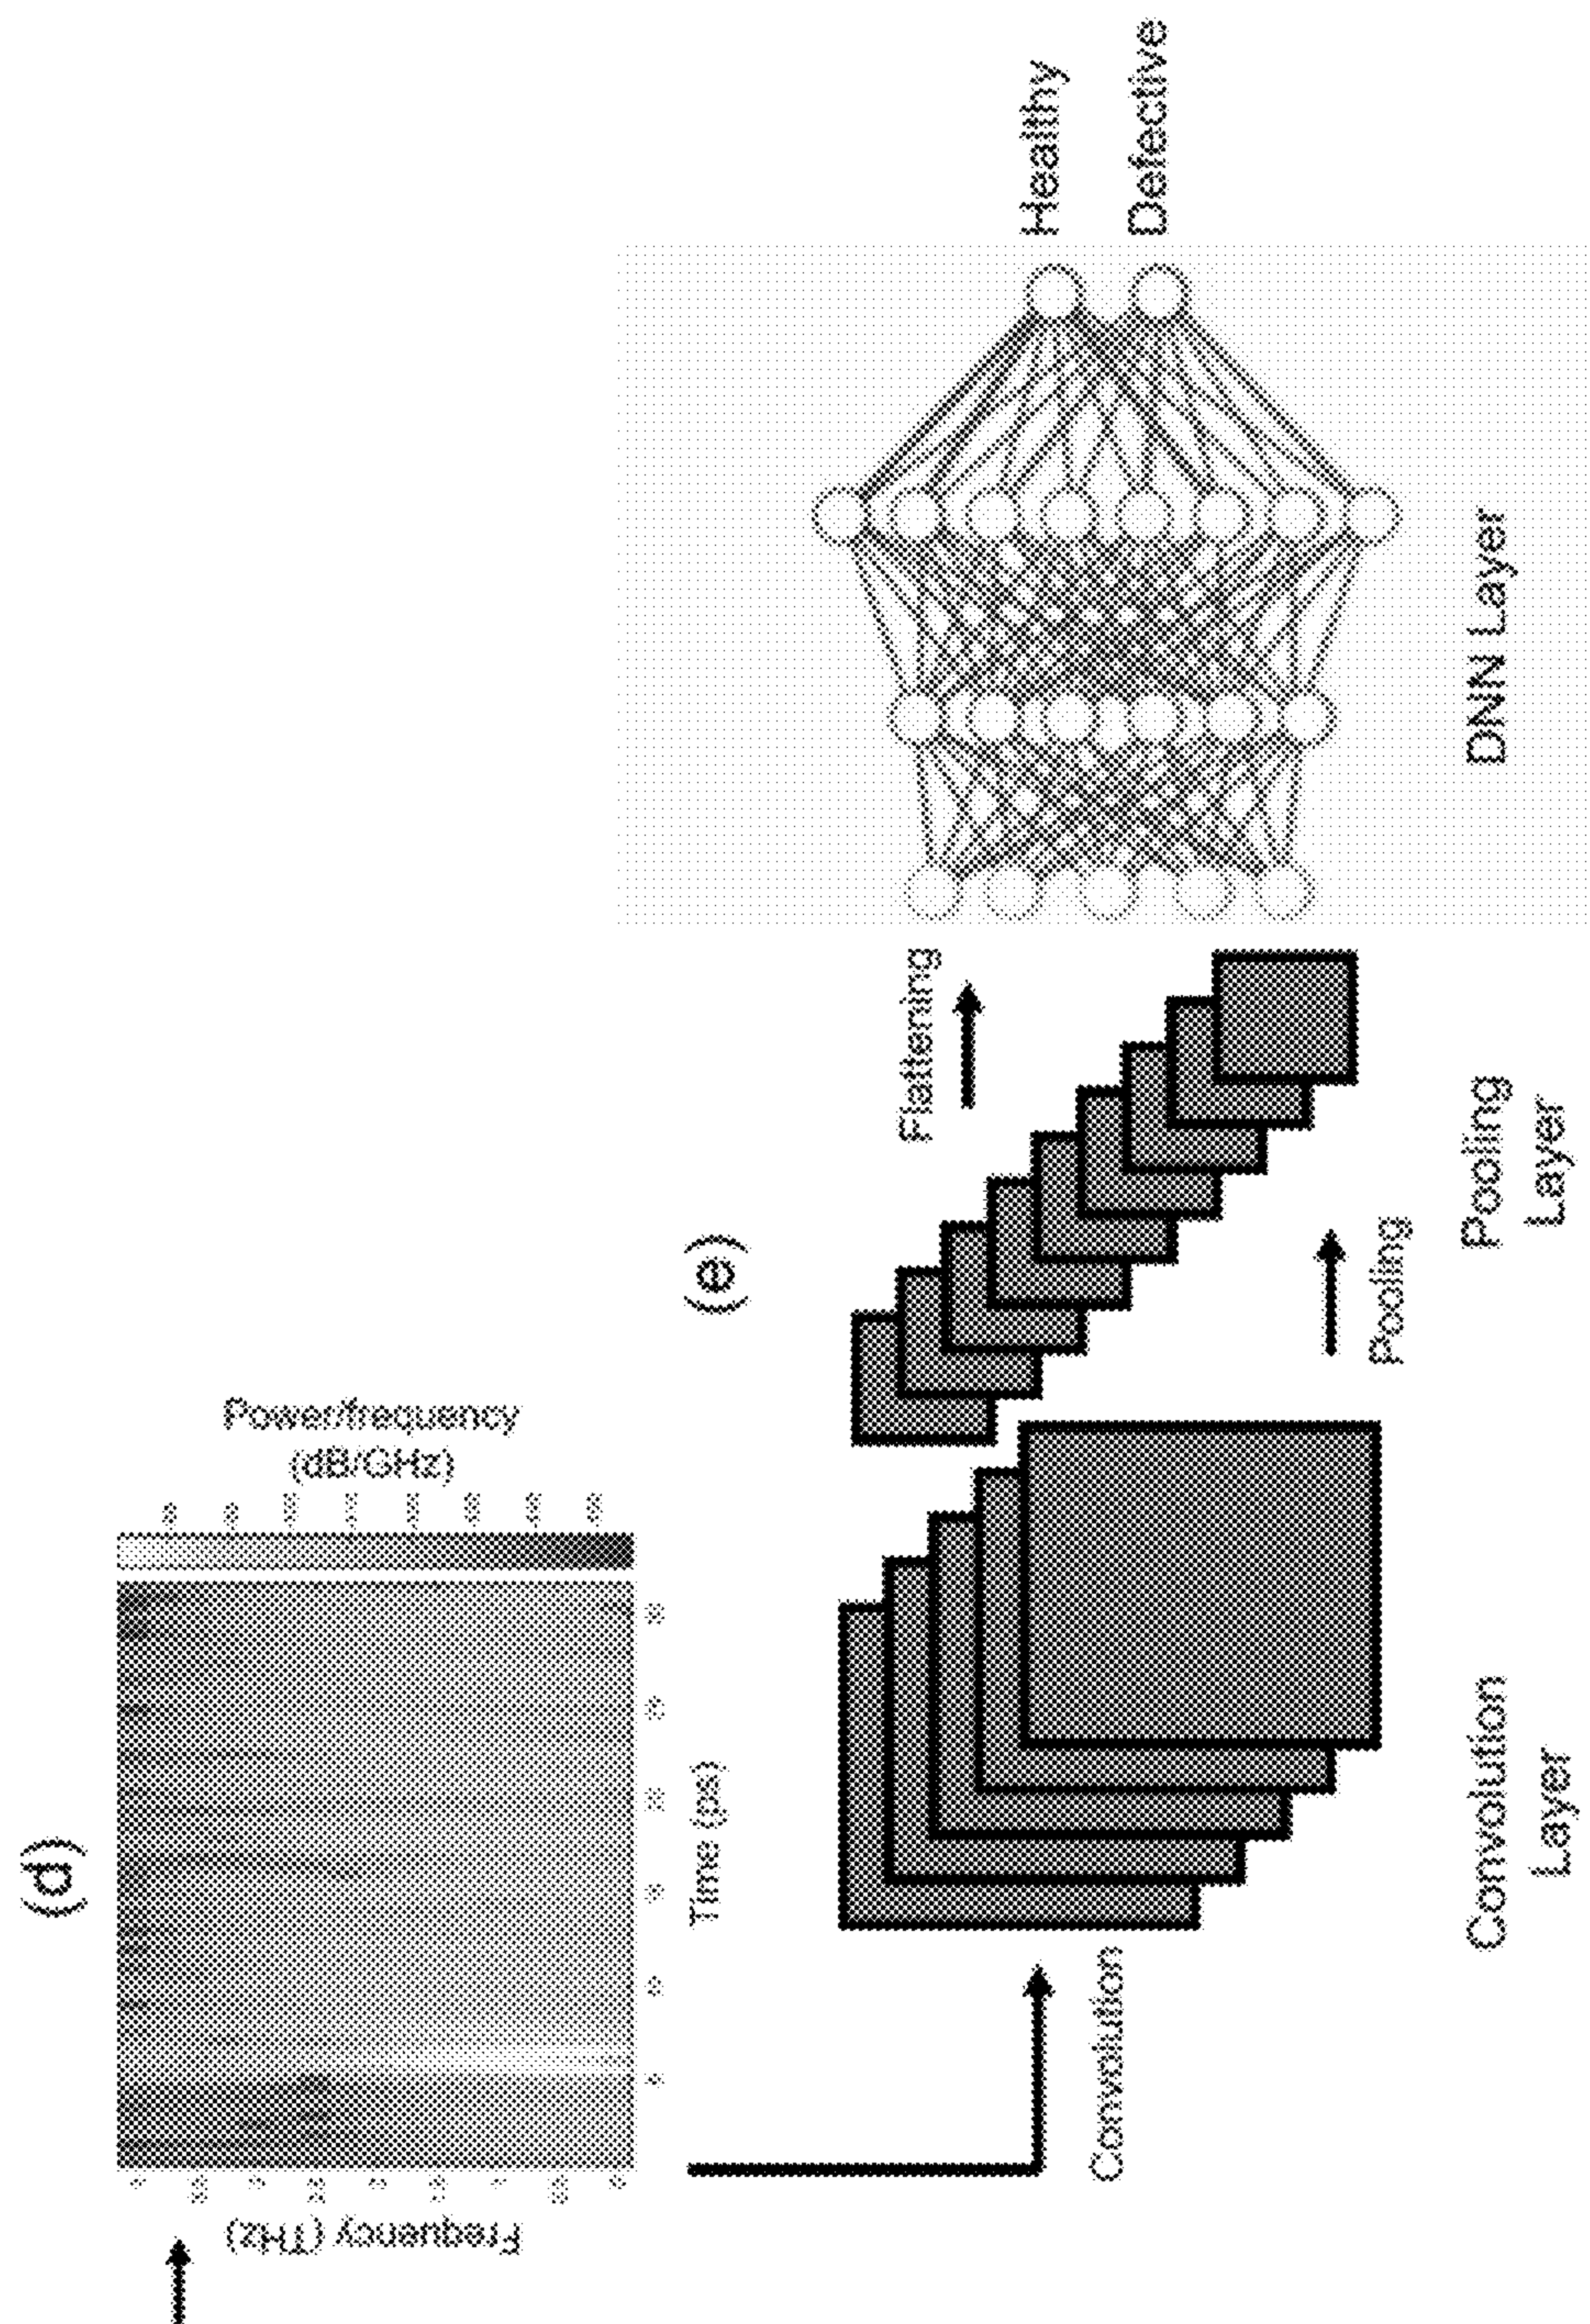 (d)
Frequency (THz)
Time (ps)
Power/frequency
(dB/GHz)
(e)
Convolution
Pooling
Flattening
Healthy
Defective
Convolution
Layer
Pooling
Layer
DNN Layer